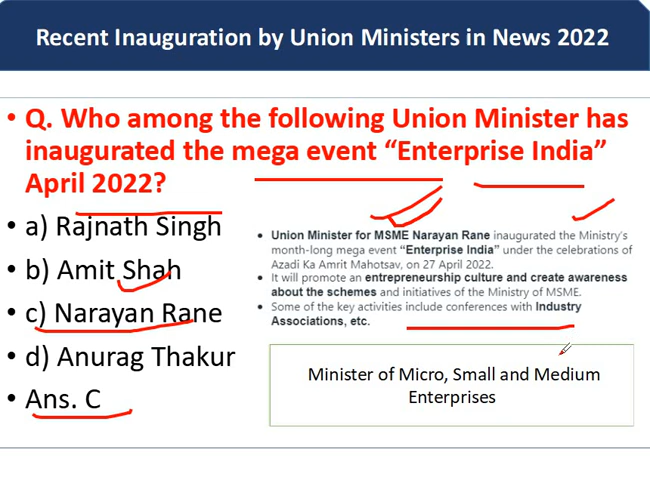 Recent Inauguration by Union Ministers in News 2022
• Q. Who among the following Union Minister has
inaugurated the mega event “Enterprise India”
April 2022?
• a) Rajnath Singh
• b) Amit Shah
• c) Narayan Rane
• d) Anurag Thakur
• Ans. C
• Union Minister for MSME Narayan Rane inaugurated the Ministry's
month-long mega event “Enterprise India” under the celebrations of
Azadi Ka Amrit Mahotsav, on 27 April 2022.
• It will promote an entrepreneurship culture and create awareness
about the schemes and initiatives of the Ministry of MSME.
• Some of the key activities include conferences with Industry
Associations, etc.
Minister of Micro, Small and Medium
Enterprises